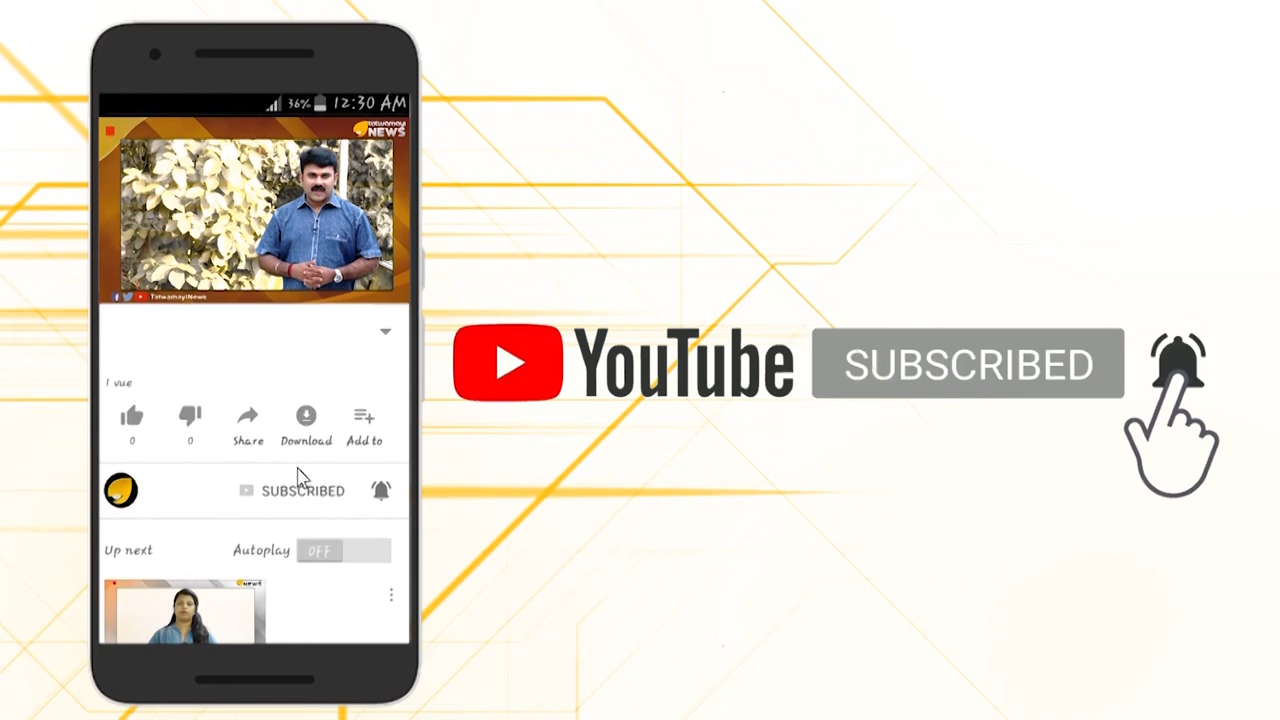 36% 12:30 AM
tatwamayi
NEWS
TatwamayiNews
1 vue
0 0 Share Download Add to
SUBSCRIBED
Up next Autoplay OFF
NEWS
YouTube SUBSCRIBED